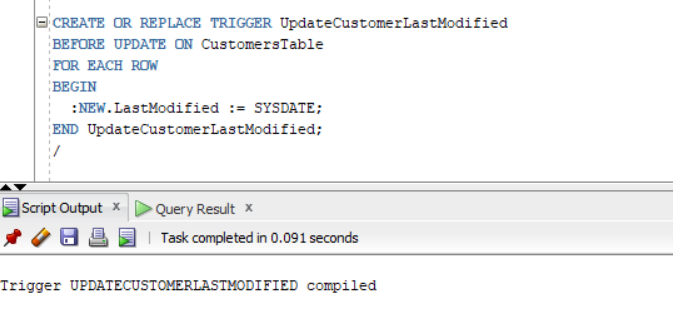 CREATE OR REPLACE TRIGGER UpdateCustomerLastModified
BEFORE UPDATE ON CustomersTable
FOR EACH ROW
BEGIN
  :NEW.LastModified := SYSDATE;
END UpdateCustomerLastModified;
/
Script Output x Query Result x
Task completed in 0.091 seconds
Trigger UPDATECUSTOMERLASTMODIFIED compiled